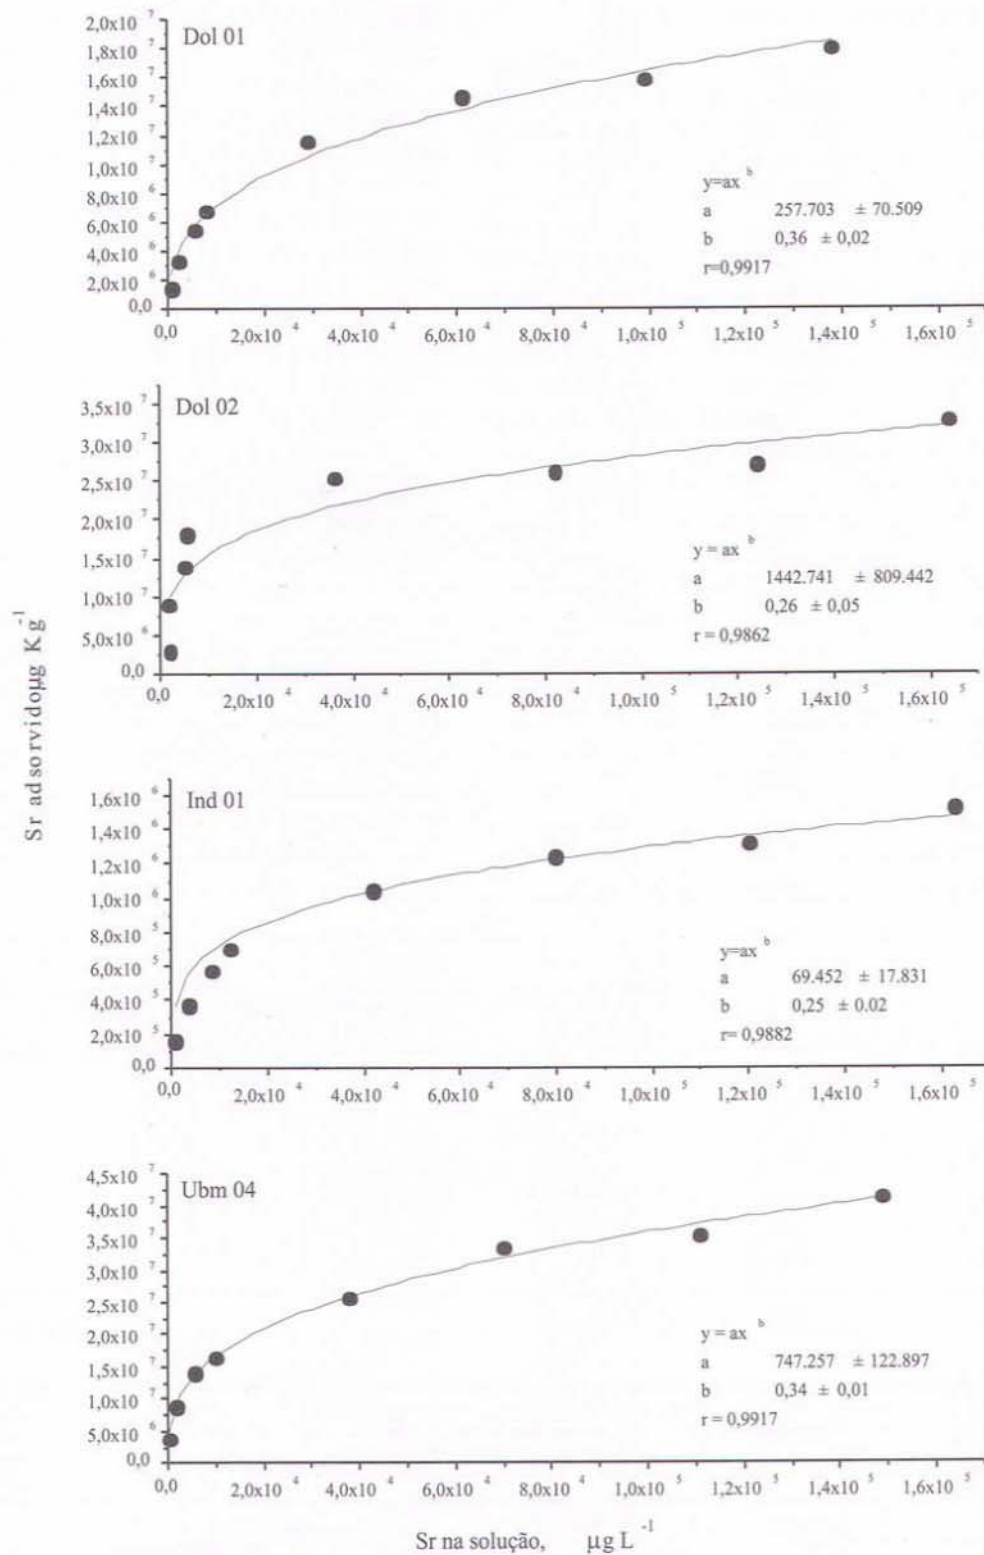 Sr adsorvidoμg Kg -1
2,0x10 7
1,8x10 7
1,6x10 7
1,4x10 7
1,2x10 7
1,0x10 7
8,0x10 6
6,0x10 6
4,0x10 6
2,0x10 6
0,0
Dol 01
y=ax b
a 257.703 ± 70.509
b 0,36 ± 0,02
r=0,9917
0,0 2,0x10 4 4,0x10 4 6,0x10 4 8,0x10 4 1,0x10 5 1,2x10 5 1,4x10 5 1,6x10 5
3,5x10 7
3,0x10 7
2,5x10 7
2,0x10 7
1,5x10 7
1,0x10 7
5,0x10 6
0,0
Dol 02
y = ax b
a 1442.741 ± 809.442
b 0,26 ± 0,05
r = 0,9862
0,0 2,0x10 4 4,0x10 4 6,0x10 4 8,0x10 4 1,0x10 5 1,2x10 5 1,4x10 5 1,6x10 5
1,6x10 6
1,4x10 6
1,2x10 6
1,0x10 6
8,0x10 5
6,0x10 5
4,0x10 5
2,0x10 5
0,0
Ind 01
y=ax b
a 69.452 ± 17.831
b 0,25 ± 0.02
r= 0,9882
0,0 2,0x10 4 4,0x10 4 6,0x10 4 8,0x10 4 1,0x10 5 1,2x10 5 1,4x10 5 1,6x10 5
4,5x10 7
4,0x10 7
3,5x10 7
3,0x10 7
2,5x10 7
2,0x10 7
1,5x10 7
1,0x10 7
5,0x10 6
0,0
Ubm 04
y = ax b
a 747.257 ± 122.897
b 0,34 ± 0,01
r = 0,9917
0,0 2,0x10 4 4,0x10 4 6,0x10 4 8,0x10 4 1,0x10 5 1,2x10 5 1,4x10 5 1,6x10 5
Sr na solução, μg L -1